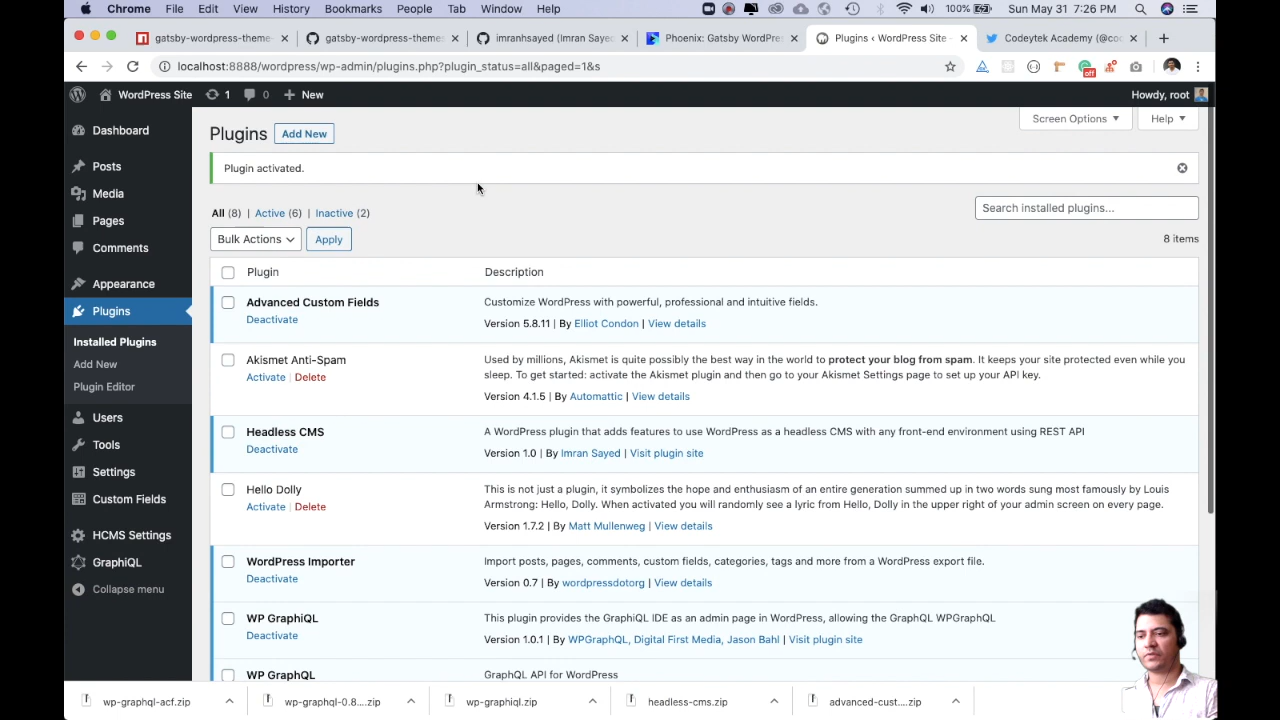 Chrome File Edit View History Bookmarks People Tab Window Help 100% Sun May 31 7:26 PM
gatsby-wordpress-theme- gatsby-wordpress-theme imranhsayed (Imran Sayed Phoenix: Gatsby WordPres Plugins ‹ WordPress Site - Codeytek Academy (@co
localhost:8888/wordpress/wp-admin/plugins.php?plugin_status=all&paged=1&s off
WordPress Site 1 0 New Howdy, root
Screen Options Help
Dashboard
Posts
Media
Pages
Comments
Appearance
Plugins
Installed Plugins
Add New
Plugin Editor
Users
Tools
Settings
Custom Fields
HCMS Settings
GraphiQL
Collapse menu
Plugins Add New
Plugin activated.
All (8) | Active (6) | Inactive (2)
Search installed plugins...
Bulk Actions Apply
8 items
Plugin Description
Advanced Custom Fields Customize WordPress with powerful, professional and intuitive fields.
Deactivate Version 5.8.11 | By Elliot Condon | View details
Akismet Anti-Spam Used by millions, Akismet is quite possibly the best way in the world to protect your blog from spam. It keeps your site protected even while you
Activate | Delete sleep. To get started: activate the Akismet plugin and then go to your Akismet Settings page to set up your API key.
Version 4.1.5 | By Automattic | View details
Headless CMS A WordPress plugin that adds features to use WordPress as a headless CMS with any front-end environment using REST API
Deactivate Version 1.0 | By Imran Sayed | Visit plugin site
Hello Dolly This is not just a plugin, it symbolizes the hope and enthusiasm of an entire generation summed up in two words sung most famously by Louis
Activate | Delete Armstrong: Hello, Dolly. When activated you will randomly see a lyric from Hello, Dolly in the upper right of your admin screen on every page.
Version 1.7.2 | By Matt Mullenweg | View details
WordPress Importer Import posts, pages, comments, custom fields, categories, tags and more from a WordPress export file.
Deactivate Version 0.7 | By wordpressdotorg | View details
WP GraphiQL This plugin provides the GraphiQL IDE as an admin page in WordPress, allowing the GraphQL WPGraphQL
Deactivate Version 1.0.1 | By WPGraphQL, Digital First Media, Jason Bahl | Visit plugin site
WP GraphQL GraphQL API for WordPress
wp-graphql-acf.zip wp-graphql-0.8....zip wp-graphiql.zip headless-cms.zip advanced-cust....zip